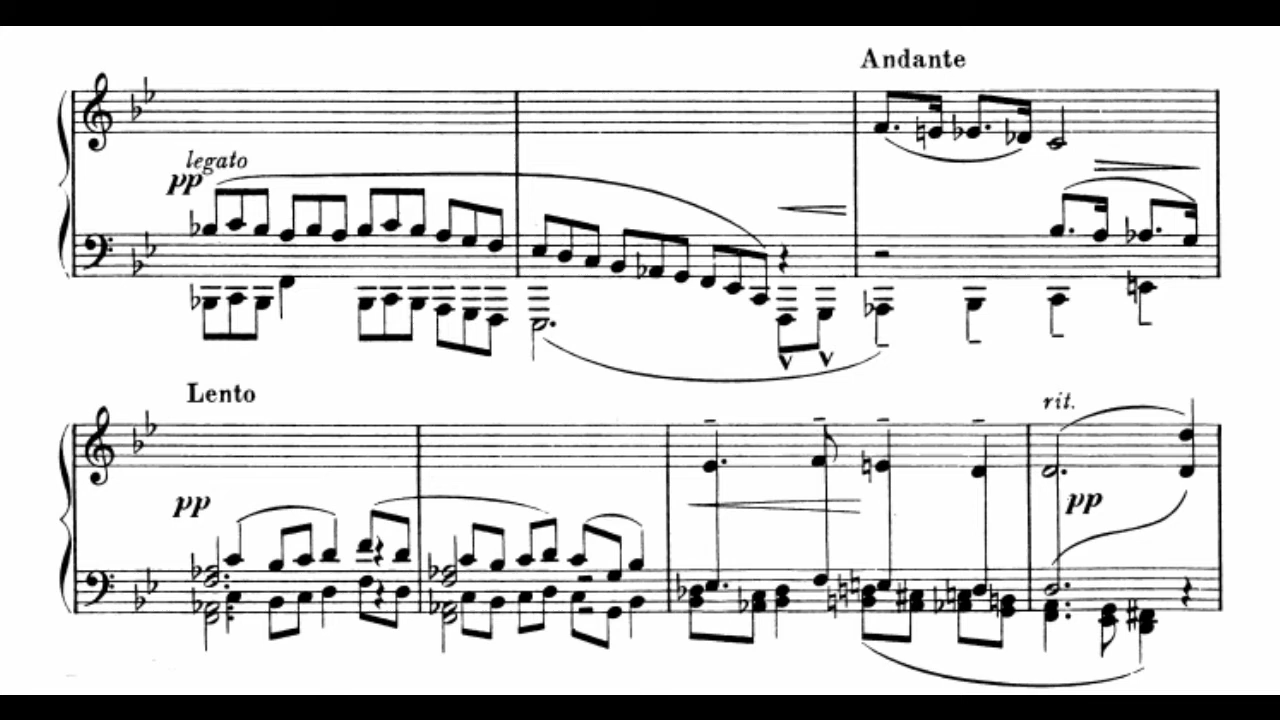 Andante
legato
pp
Lento
rit.
pp
pp